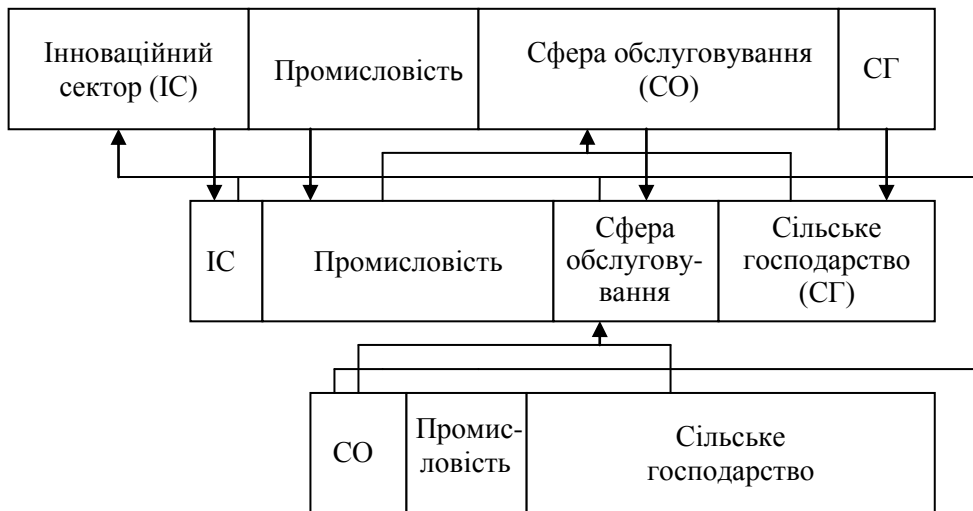 Інноваційний
сектор (ІС)
Промисловість
Сфера обслуговування
(СО)
СГ
ІС
Промисловість
Сфера
обслугову-
вання
Сільське
господарство
(СГ)
СО
Промис-
ловість
Сільське
господарство